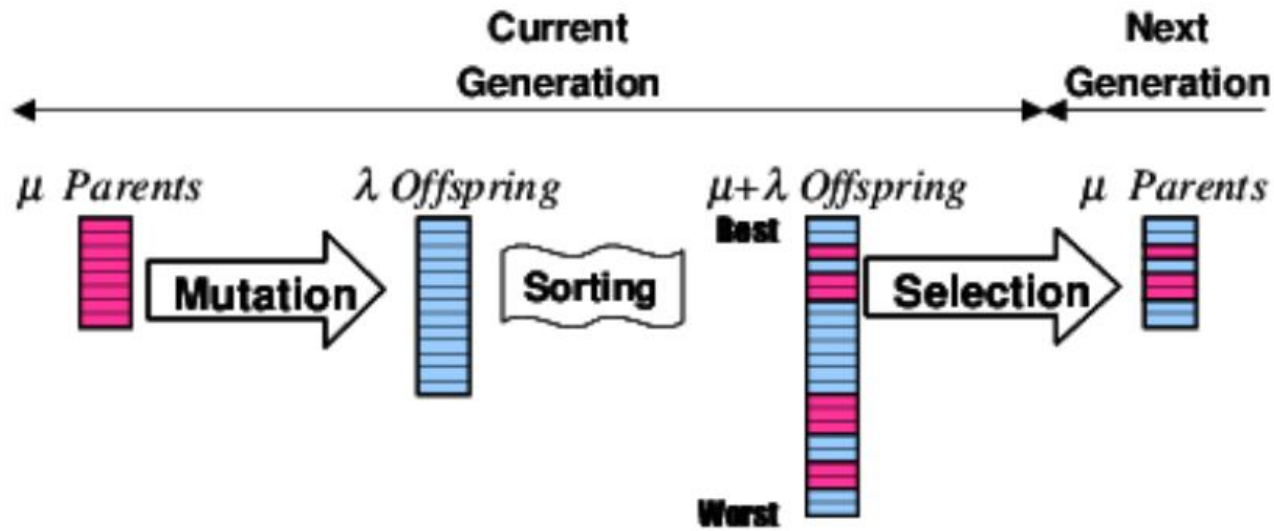 Current
Generation
Next
Generation
μ Parents
λ Offspring
μ+λ Offspring
μ Parents
Best
Mutation
Sorting
Selection
Worst